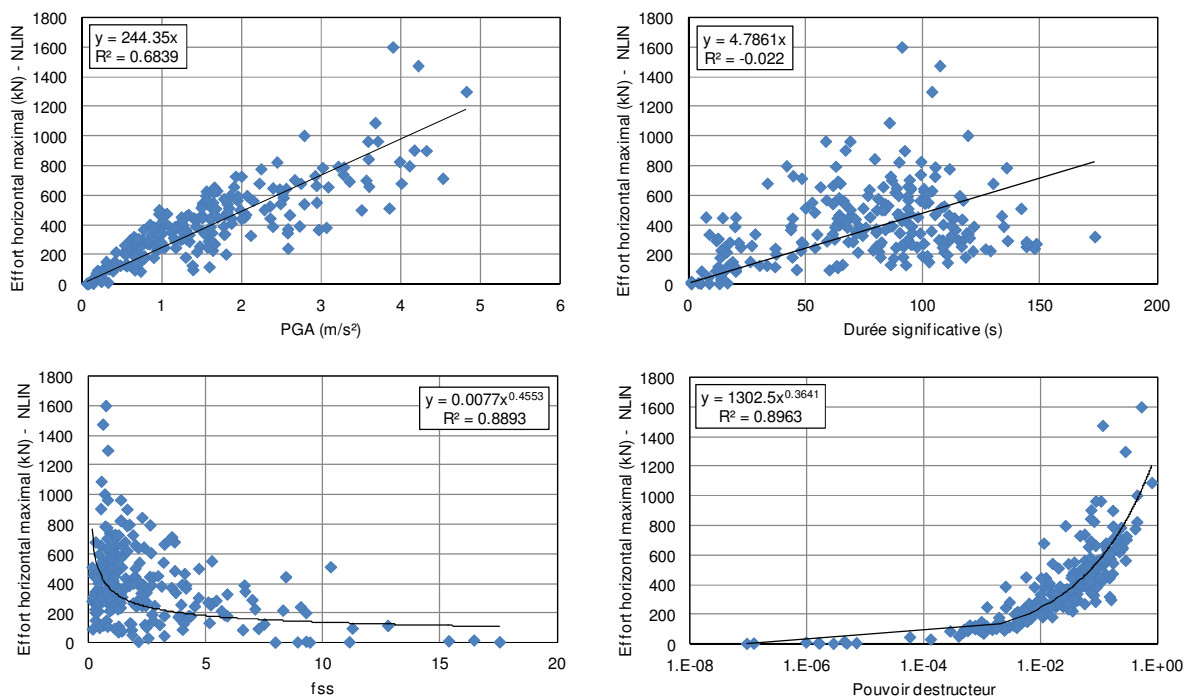 Effort horizontal maximal (kN) - NLIN
1800
1600
1400
1200
1000
800
600
400
200
0
y = 244.35x
R² = 0.6839
0 1 2 3 4 5 6
PGA (m/s²)
Effort horizontal maximal (kN) - NLIN
1800
1600
1400
1200
1000
800
600
400
200
0
y = 4.7861x
R² = -0.022
0 50 100 150 200
Durée significative (s)
Effort horizontal maximal (kN) - NLIN
1800
1600
1400
1200
1000
800
600
400
200
0
y = 0.0077x^0.4553
R² = 0.8893
0 5 10 15 20
fss
Effort horizontal maximal (kN) - NLIN
1800
1600
1400
1200
1000
800
600
400
200
0
y = 1302.5x^0.3641
R² = 0.8963
1.E-08 1.E-06 1.E-04 1.E-02 1.E+00
Pouvoir destructeur